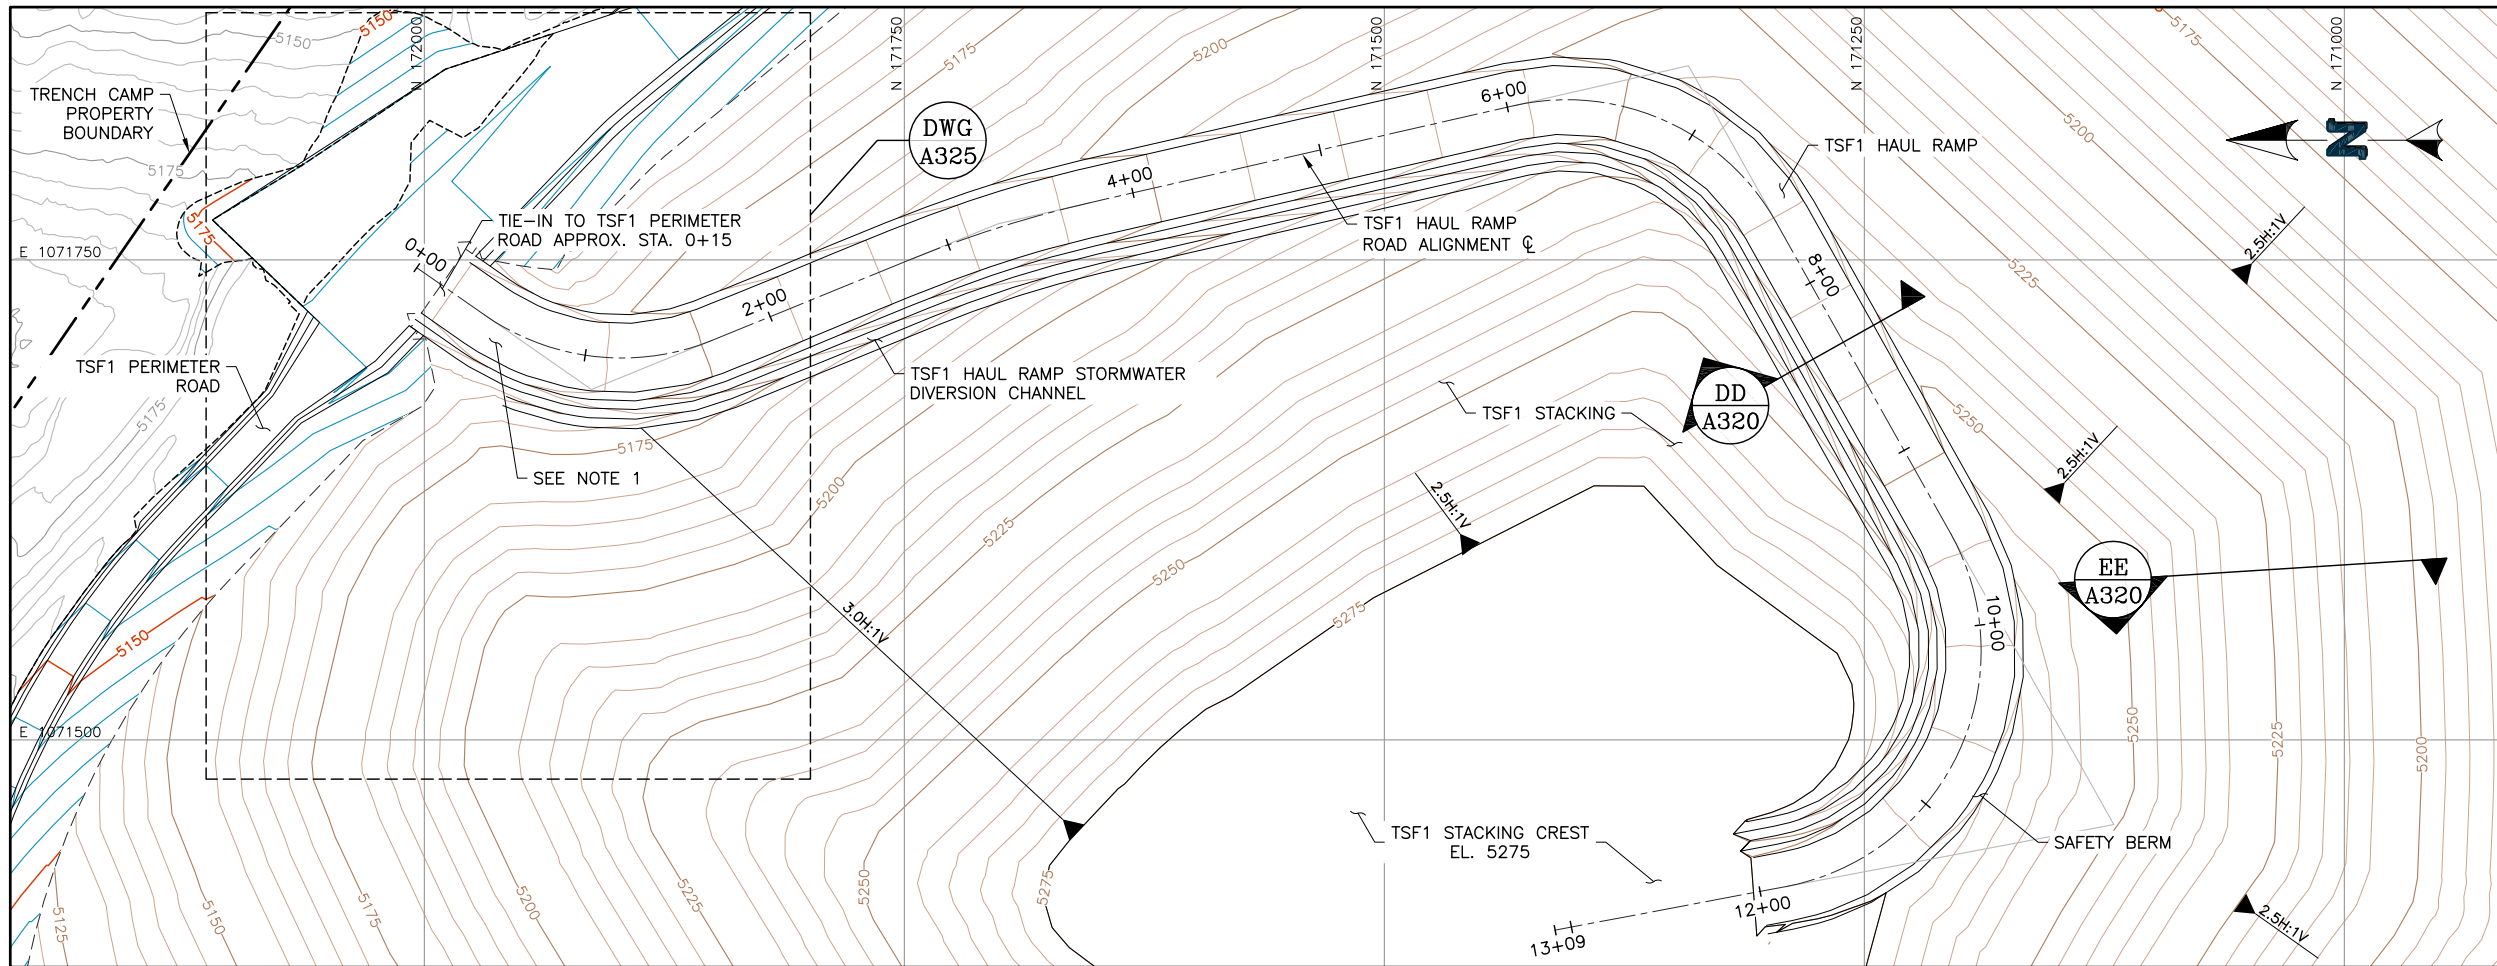 5150
5150
N 172000
N 171750
N 171500
N 171250
N 171000
5175
5200
5175
5200
TRENCH CAMP
PROPERTY
BOUNDARY
DWG
A325
6+00
TSF1 HAUL RAMP
N
5175
5175
4+00
TIE-IN TO TSF1 PERIMETER
ROAD APPROX. STA. 0+15
TSF1 HAUL RAMP
ROAD ALIGNMENT ℄
0+00
E 1071750
2.5H:1V
5225
8+00
2+00
TSF1 PERIMETER
ROAD
TSF1 HAUL RAMP STORMWATER
DIVERSION CHANNEL
DD
A320
TSF1 STACKING
5250
5175
5175
2.5H:1V
SEE NOTE 1
5200
2.5H:1V
5225
5250
EE
A320
5275
10+00
3.0H:1V
5150
E 1071500
5250
5225
5200
TSF1 STACKING CREST
EL. 5275
SAFETY BERM
5125
5150
5175
5200
5225
5250
5275
12+00
13+09
2.5H:1V